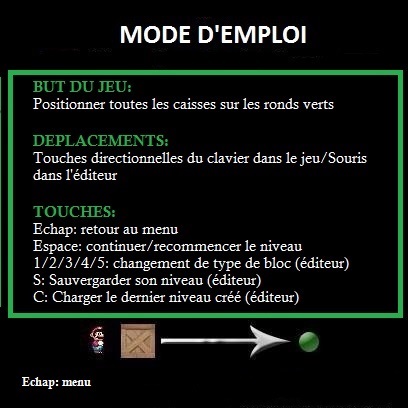 MODE D'EMPLOI
BUT DU JEU:
Positionner toutes les caisses sur les ronds verts
DEPLACEMENTS:
Touches directionnelles du clavier dans le jeu/Souris
dans l'éditeur
TOUCHES:
Echap: retour au menu
Espace: continuer/recommencer le niveau
1/2/3/4/5: changement de type de bloc (éditeur)
S: Sauvergarder son niveau (éditeur)
C: Charger le dernier niveau créé (éditeur)
Echap: menu